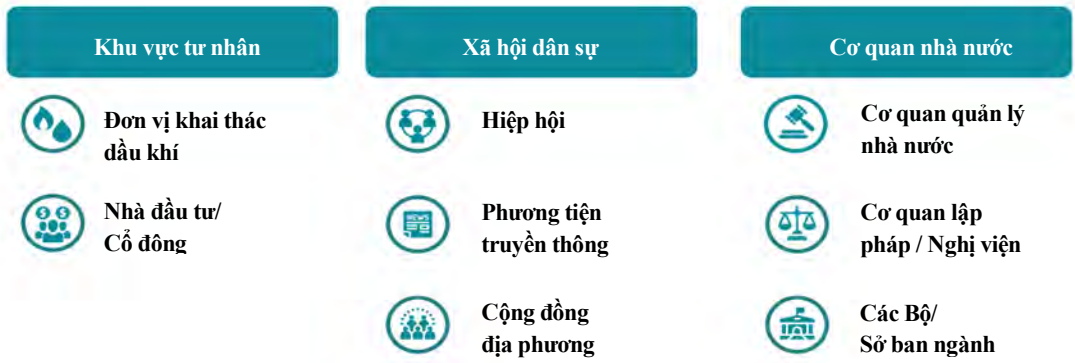 Khu vực tư nhân
Đơn vị khai thác
dầu khí
Nhà đầu tư/
Cổ đông
Xã hội dân sự
Hiệp hội
NEWS
Phương tiện
truyền thông
Cộng đồng
địa phương
Cơ quan nhà nước
Cơ quan quản lý
nhà nước
Cơ quan lập
pháp / Nghị viện
Các Bộ/
Sở ban ngành